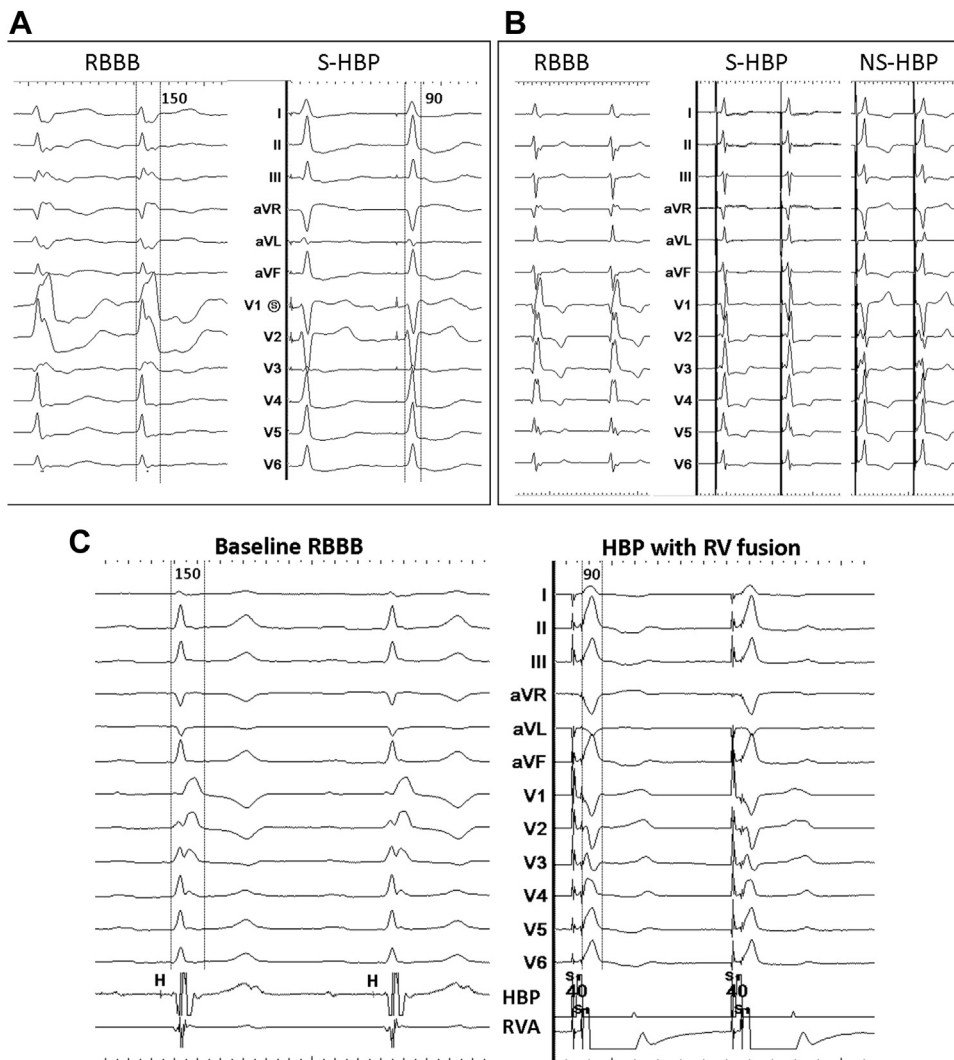 A
RBBB
S-HBP
150
90
I
II
III
aVR
aVL
aVF
V1 Ⓢ
V2
V3
V4
V5
V6
B
RBBB
S-HBP
NS-HBP
I
II
III
aVR
aVL
aVF
V1
V2
V3
V4
V5
V6
C
Baseline RBBB
HBP with RV fusion
150
90
I
II
III
aVR
aVL
aVF
V1
V2
V3
V4
V5
V6
H
H
HBP
S
40
S
S
40
S
RVA